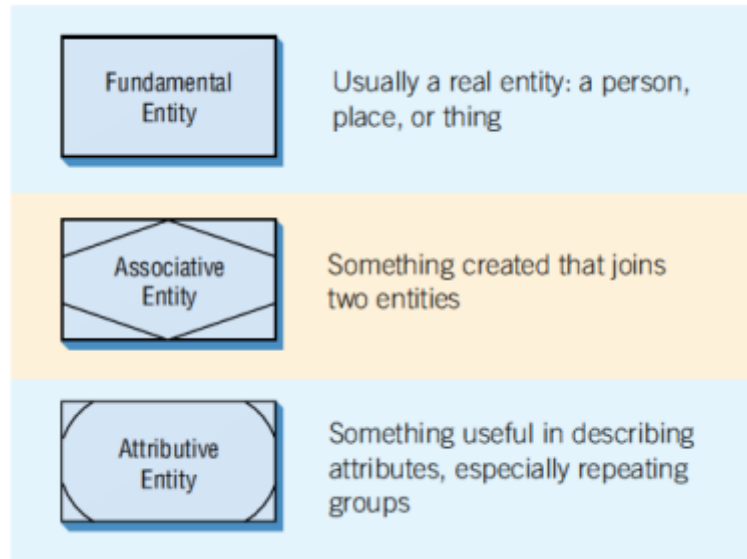 Fundamental
Entity
Usually a real entity: a person,
place, or thing
Associative
Entity
Something created that joins
two entities
Attributive
Entity
Something useful in describing
attributes, especially repeating
groups